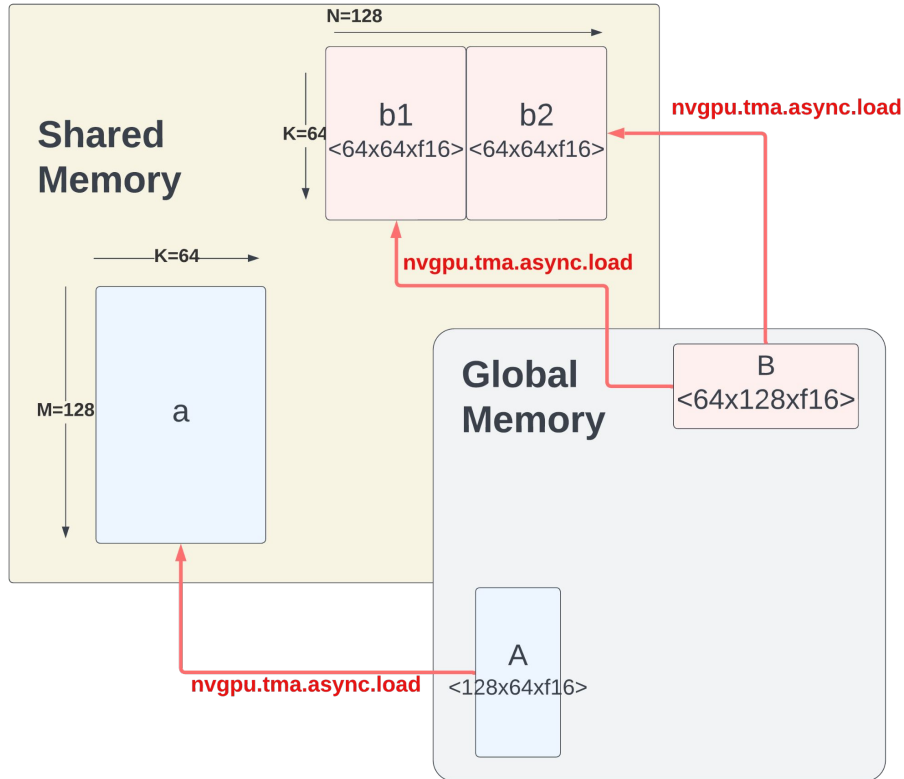 N=128
nvgpu.tma.async.load
b1
b2
Shared
Memory
K=64
<64x64xf16>
<64x64xf16>
K=64
nvgpu.tma.async.load
M=128
a
Global
Memory
B
<64x128xf16>
A
<128x64xf16>
nvgpu.tma.async.load